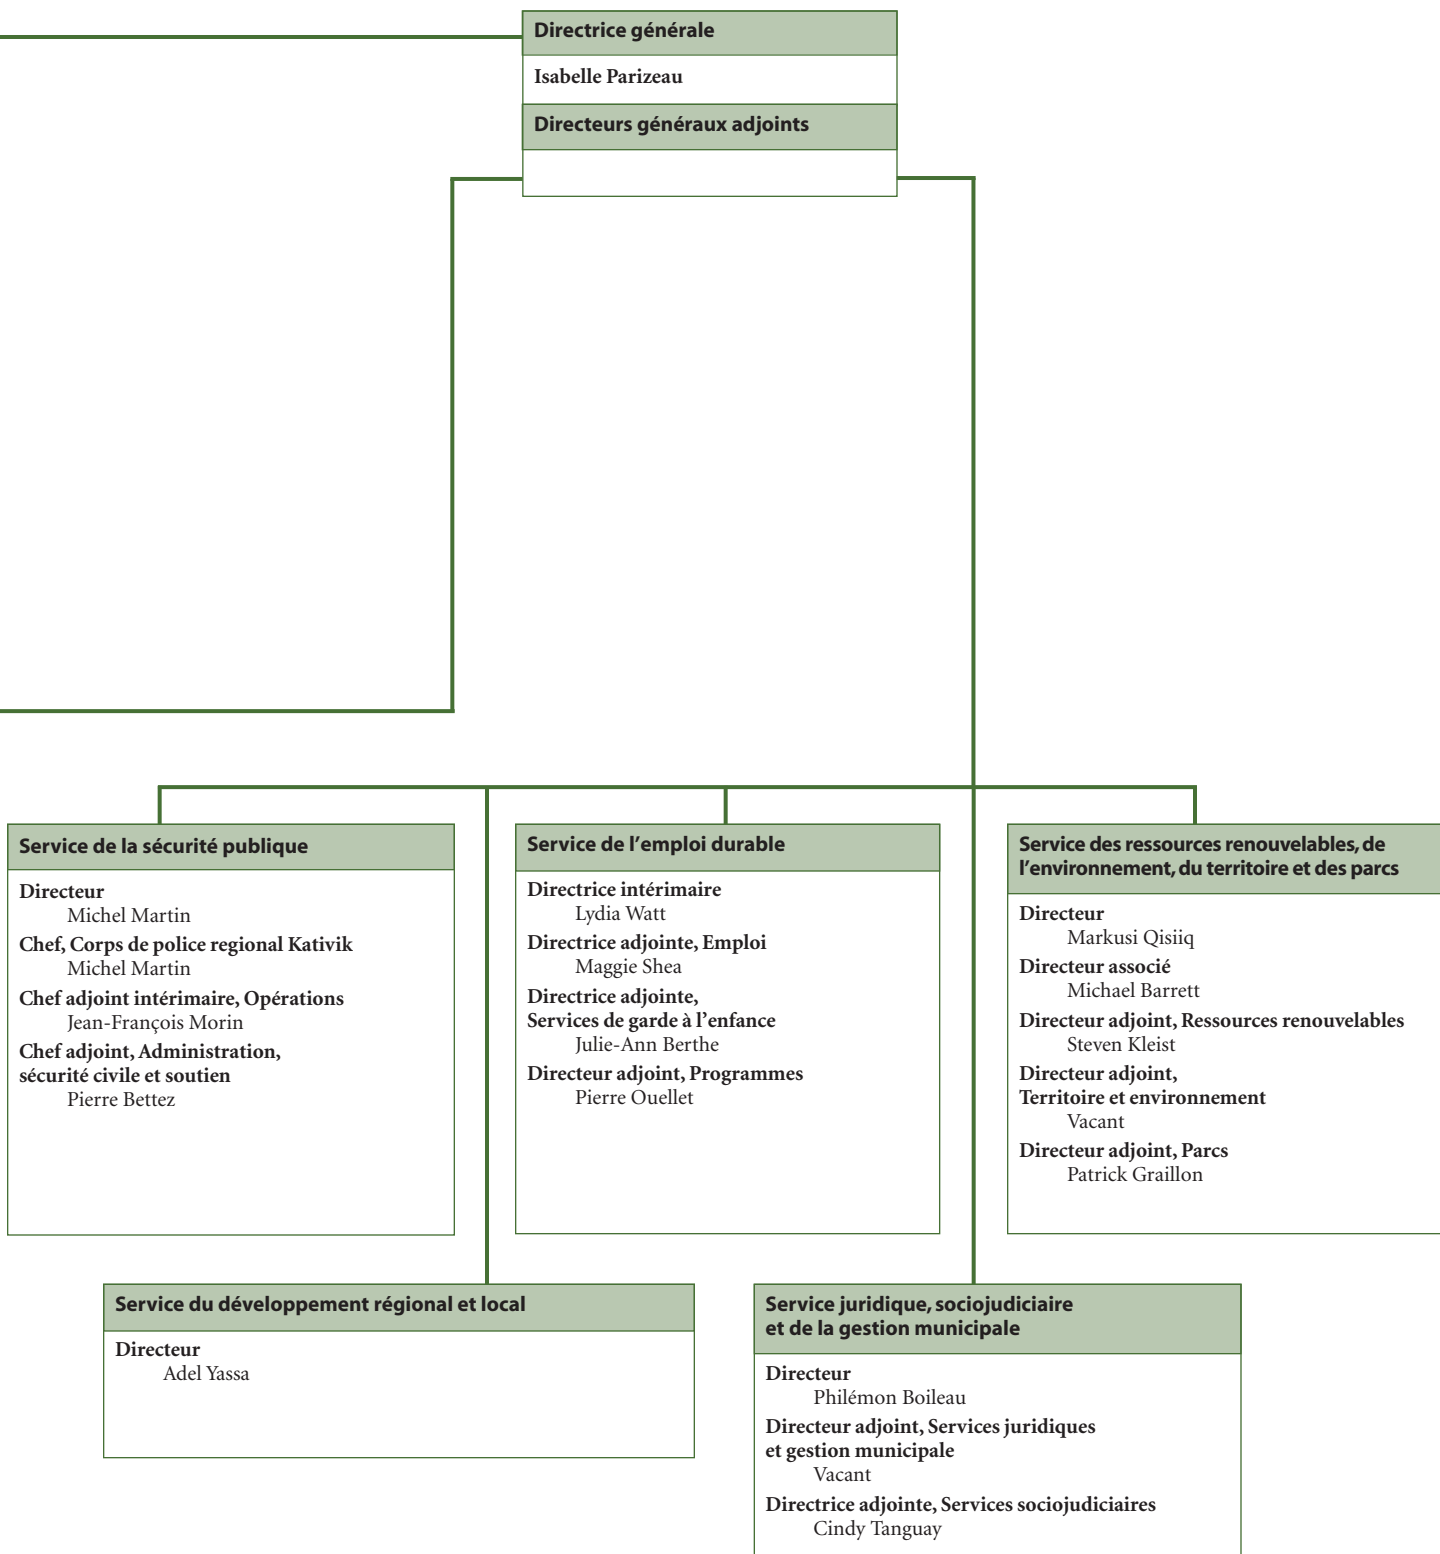 Directrice générale
Isabelle Parizeau
Directeurs généraux adjoints
Service de la sécurité publique
Directeur
Michel Martin
Chef, Corps de police regional Kativik
Michel Martin
Chef adjoint intérimaire, Opérations
Jean-François Morin
Chef adjoint, Administration,
sécurité civile et soutien
Pierre Bettez
Service de l'emploi durable
Directrice intérimaire
Lydia Watt
Directrice adjointe, Emploi
Maggie Shea
Directrice adjointe,
Services de garde à l'enfance
Julie-Ann Berthe
Directeur adjoint, Programmes
Pierre Ouellet
Service des ressources renouvelables, de
l'environnement, du territoire et des parcs
Directeur
Markusi Qisiiq
Directeur associé
Michael Barrett
Directeur adjoint, Ressources renouvelables
Steven Kleist
Directeur adjoint,
Territoire et environnement
Vacant
Directeur adjoint, Parcs
Patrick Graillon
Service du développement régional et local
Directeur
Adel Yassa
Service juridique, sociojudiciaire
et de la gestion municipale
Directeur
Philémon Boileau
Directeur adjoint, Services juridiques
et gestion municipale
Vacant
Directrice adjointe, Services sociojudiciaires
Cindy Tanguay